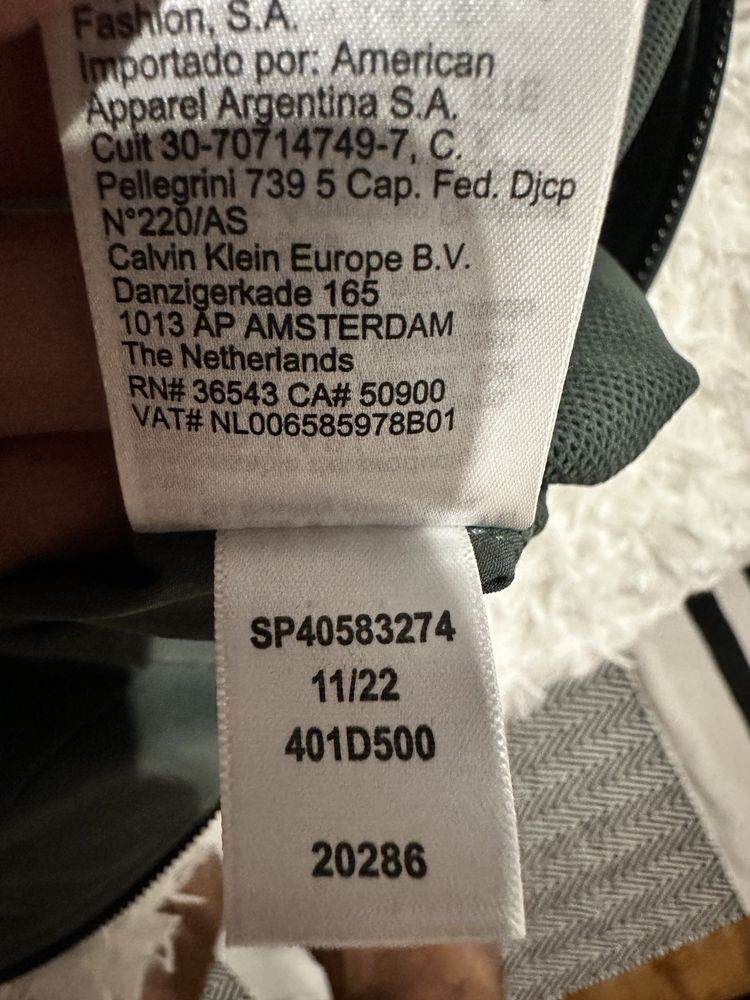 Fashion, S.A.
Importado por: American
Apparel Argentina S.A.
Cuit 30-70714749-7, C.
Pellegrini 739 5 Cap. Fed. Djcp
N°220/AS
Calvin Klein Europe B.V.
Danzigerkade 165
1013 AP AMSTERDAM
The Netherlands
RN# 36543 CA# 50900
VAT# NL006585978B01
SP40583274
11/22
401D500
20286